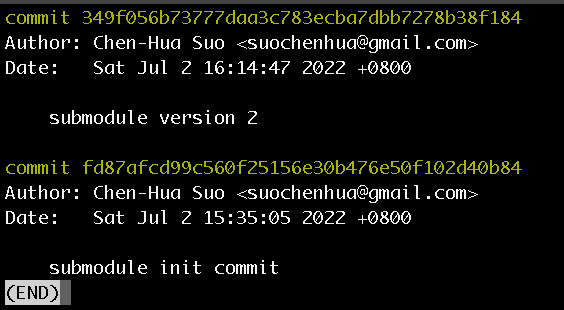 commit 349f056b73777daa3c783ecba7dbb7278b38f184
Author: Chen-Hua Suo <suochenhua@gmail.com>
Date:   Sat Jul 2 16:14:47 2022 +0800
    submodule version 2
commit fd87afcd99c560f25156e30b476e50f102d40b84
Author: Chen-Hua Suo <suochenhua@gmail.com>
Date:   Sat Jul 2 15:35:05 2022 +0800
    submodule init commit
(END)